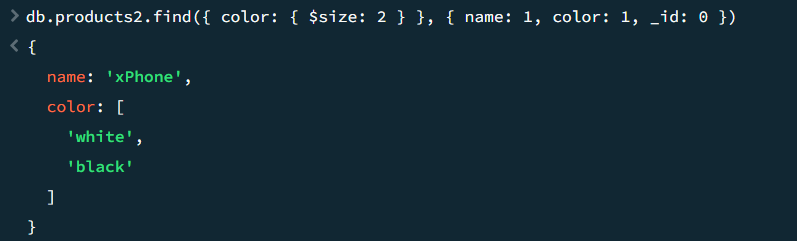 > db.products2.find({ color: { $size: 2 } }, { name: 1, color: 1, _id: 0 })
< {
name: 'xPhone',
color: [
'white',
'black'
]
}